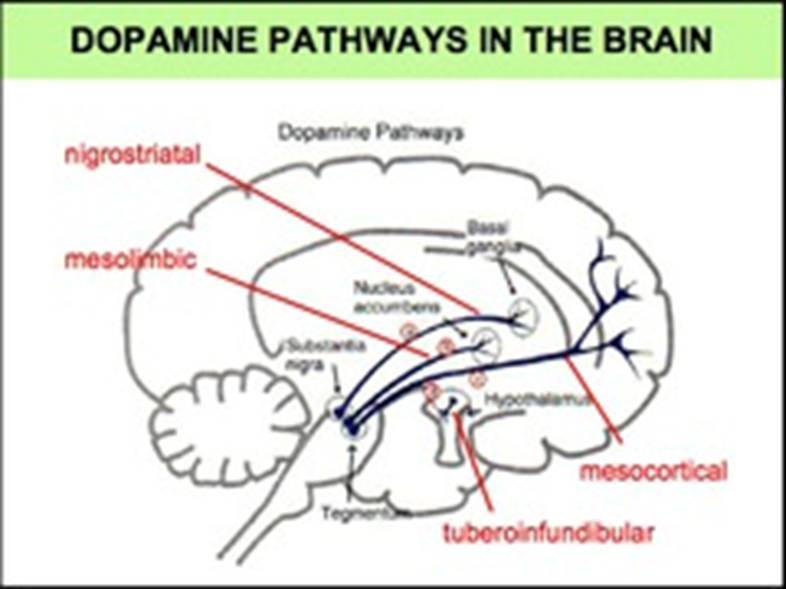 DOPAMINE PATHWAYS IN THE BRAIN
Dopamine Pathways
nigrostriatal
Basal
ganglia
mesolimbic
Nucleus
accumbens
Substantia
nigra
Hypothalamus
mesocortical
Tegmentum
tuberoinfundibular